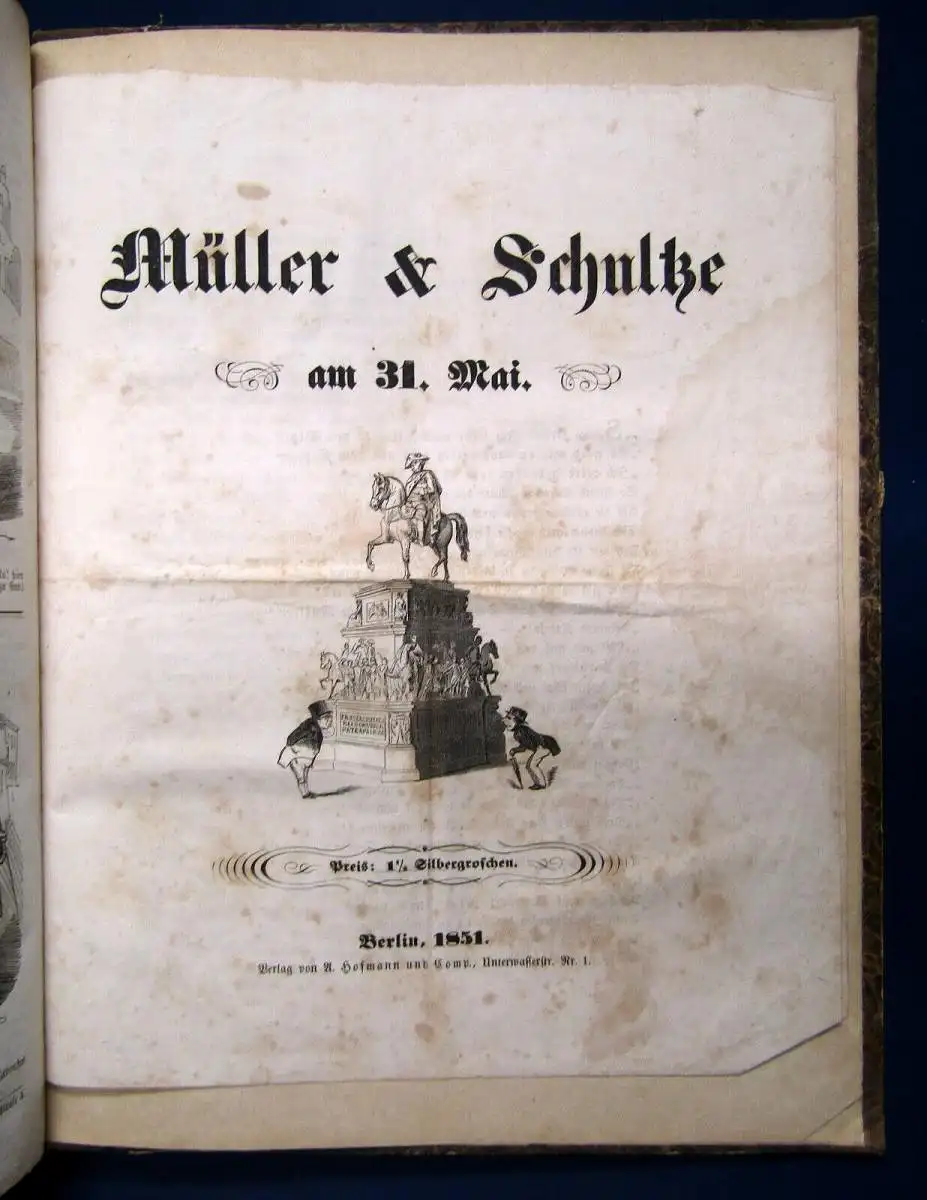 Müller & Schultze
am 31. Mai.
Preis: 1¼ Silbergroschen.
Berlin, 1851.
Verlag von A. Hofmann und Comp., Unterwasserstr. Nr. 1.